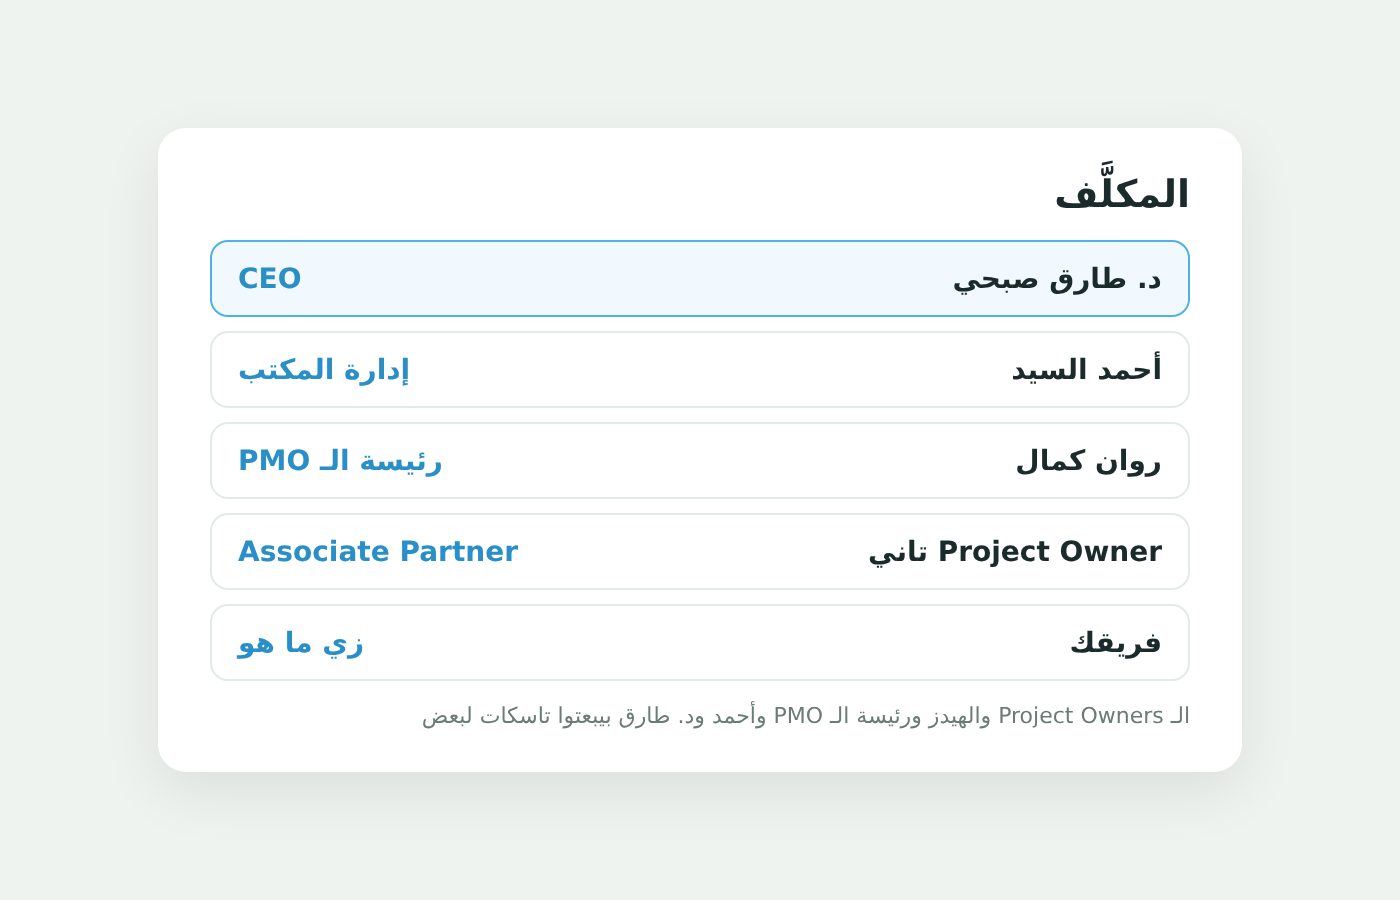 المكلَّف
د. طارق صبحي CEO
أحمد السيد إدارة المكتب
روان كمال رئيسة الـ PMO
Project Owner تاني Associate Partner
فريقك زي ما هو
الـ Project Owners والهيدز ورئيسة الـ PMO وأحمد ود. طارق بيبعتوا تاسكات لبعض